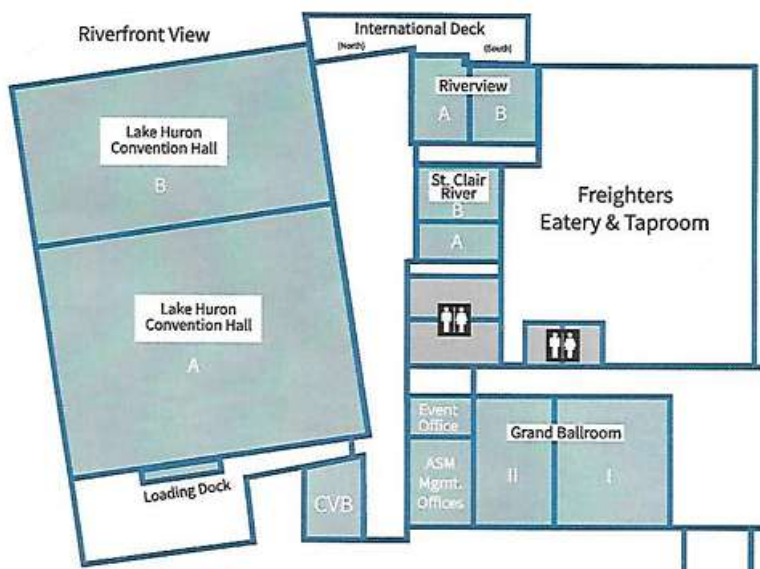 Riverfront View
International Deck
(North)
(South)
Riverview
A
B
Lake Huron
Convention Hall
B
St. Clair
River
B
A
Freighters
Eatery & Taproom
Lake Huron
Convention Hall
A
Event
Office
Grand Ballroom
ASM
Mgmt.
Offices
II
I
Loading Dock
CVB